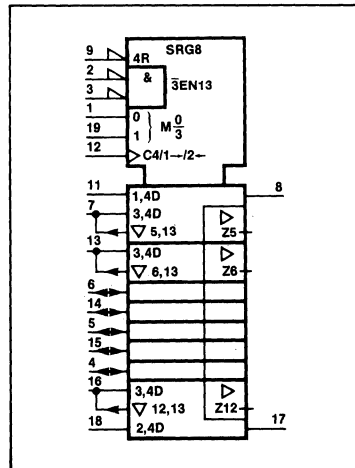 SRG8
9 4R
2 & 3̅EN13
3
1 0 } M 0/3
19 1
12 C4/1→/2←
11 1,4D 8
7 3,4D ▷
▽ 5,13 Z5
13 3,4D ▷
▽ 6,13 Z6
6
14
5
15
4
16 3,4D ▷
▽ 12,13 Z12
18 2,4D 17